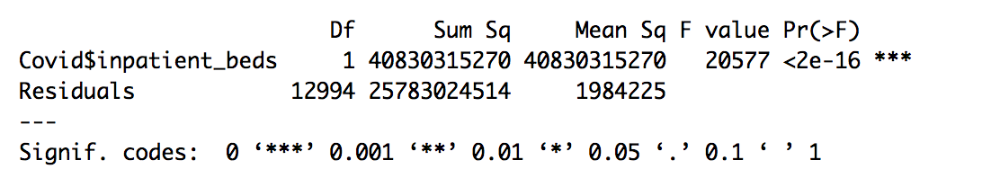 Df Sum Sq Mean Sq F value Pr(>F)
Covid$inpatient_beds 1 40830315270 40830315270 20577 <2e-16 ***
Residuals 12994 25783024514 1984225
---
Signif. codes: 0 ‘***’ 0.001 ‘**’ 0.01 ‘*’ 0.05 ‘.’ 0.1 ‘ ’ 1